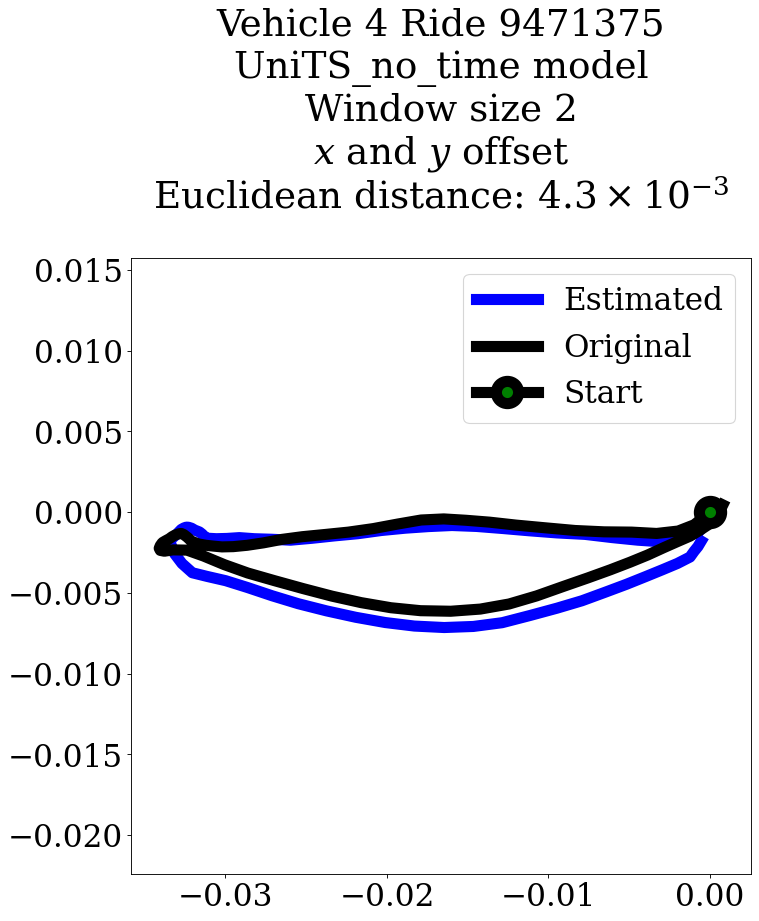 Vehicle 4 Ride 9471375
UniTS_no_time model
Window size 2
x and y offset
Euclidean distance: 4.3 × 10⁻³
Estimated
Original
Start
0.015
0.010
0.005
0.000
−0.005
−0.010
−0.015
−0.020
−0.03
−0.02
−0.01
0.00